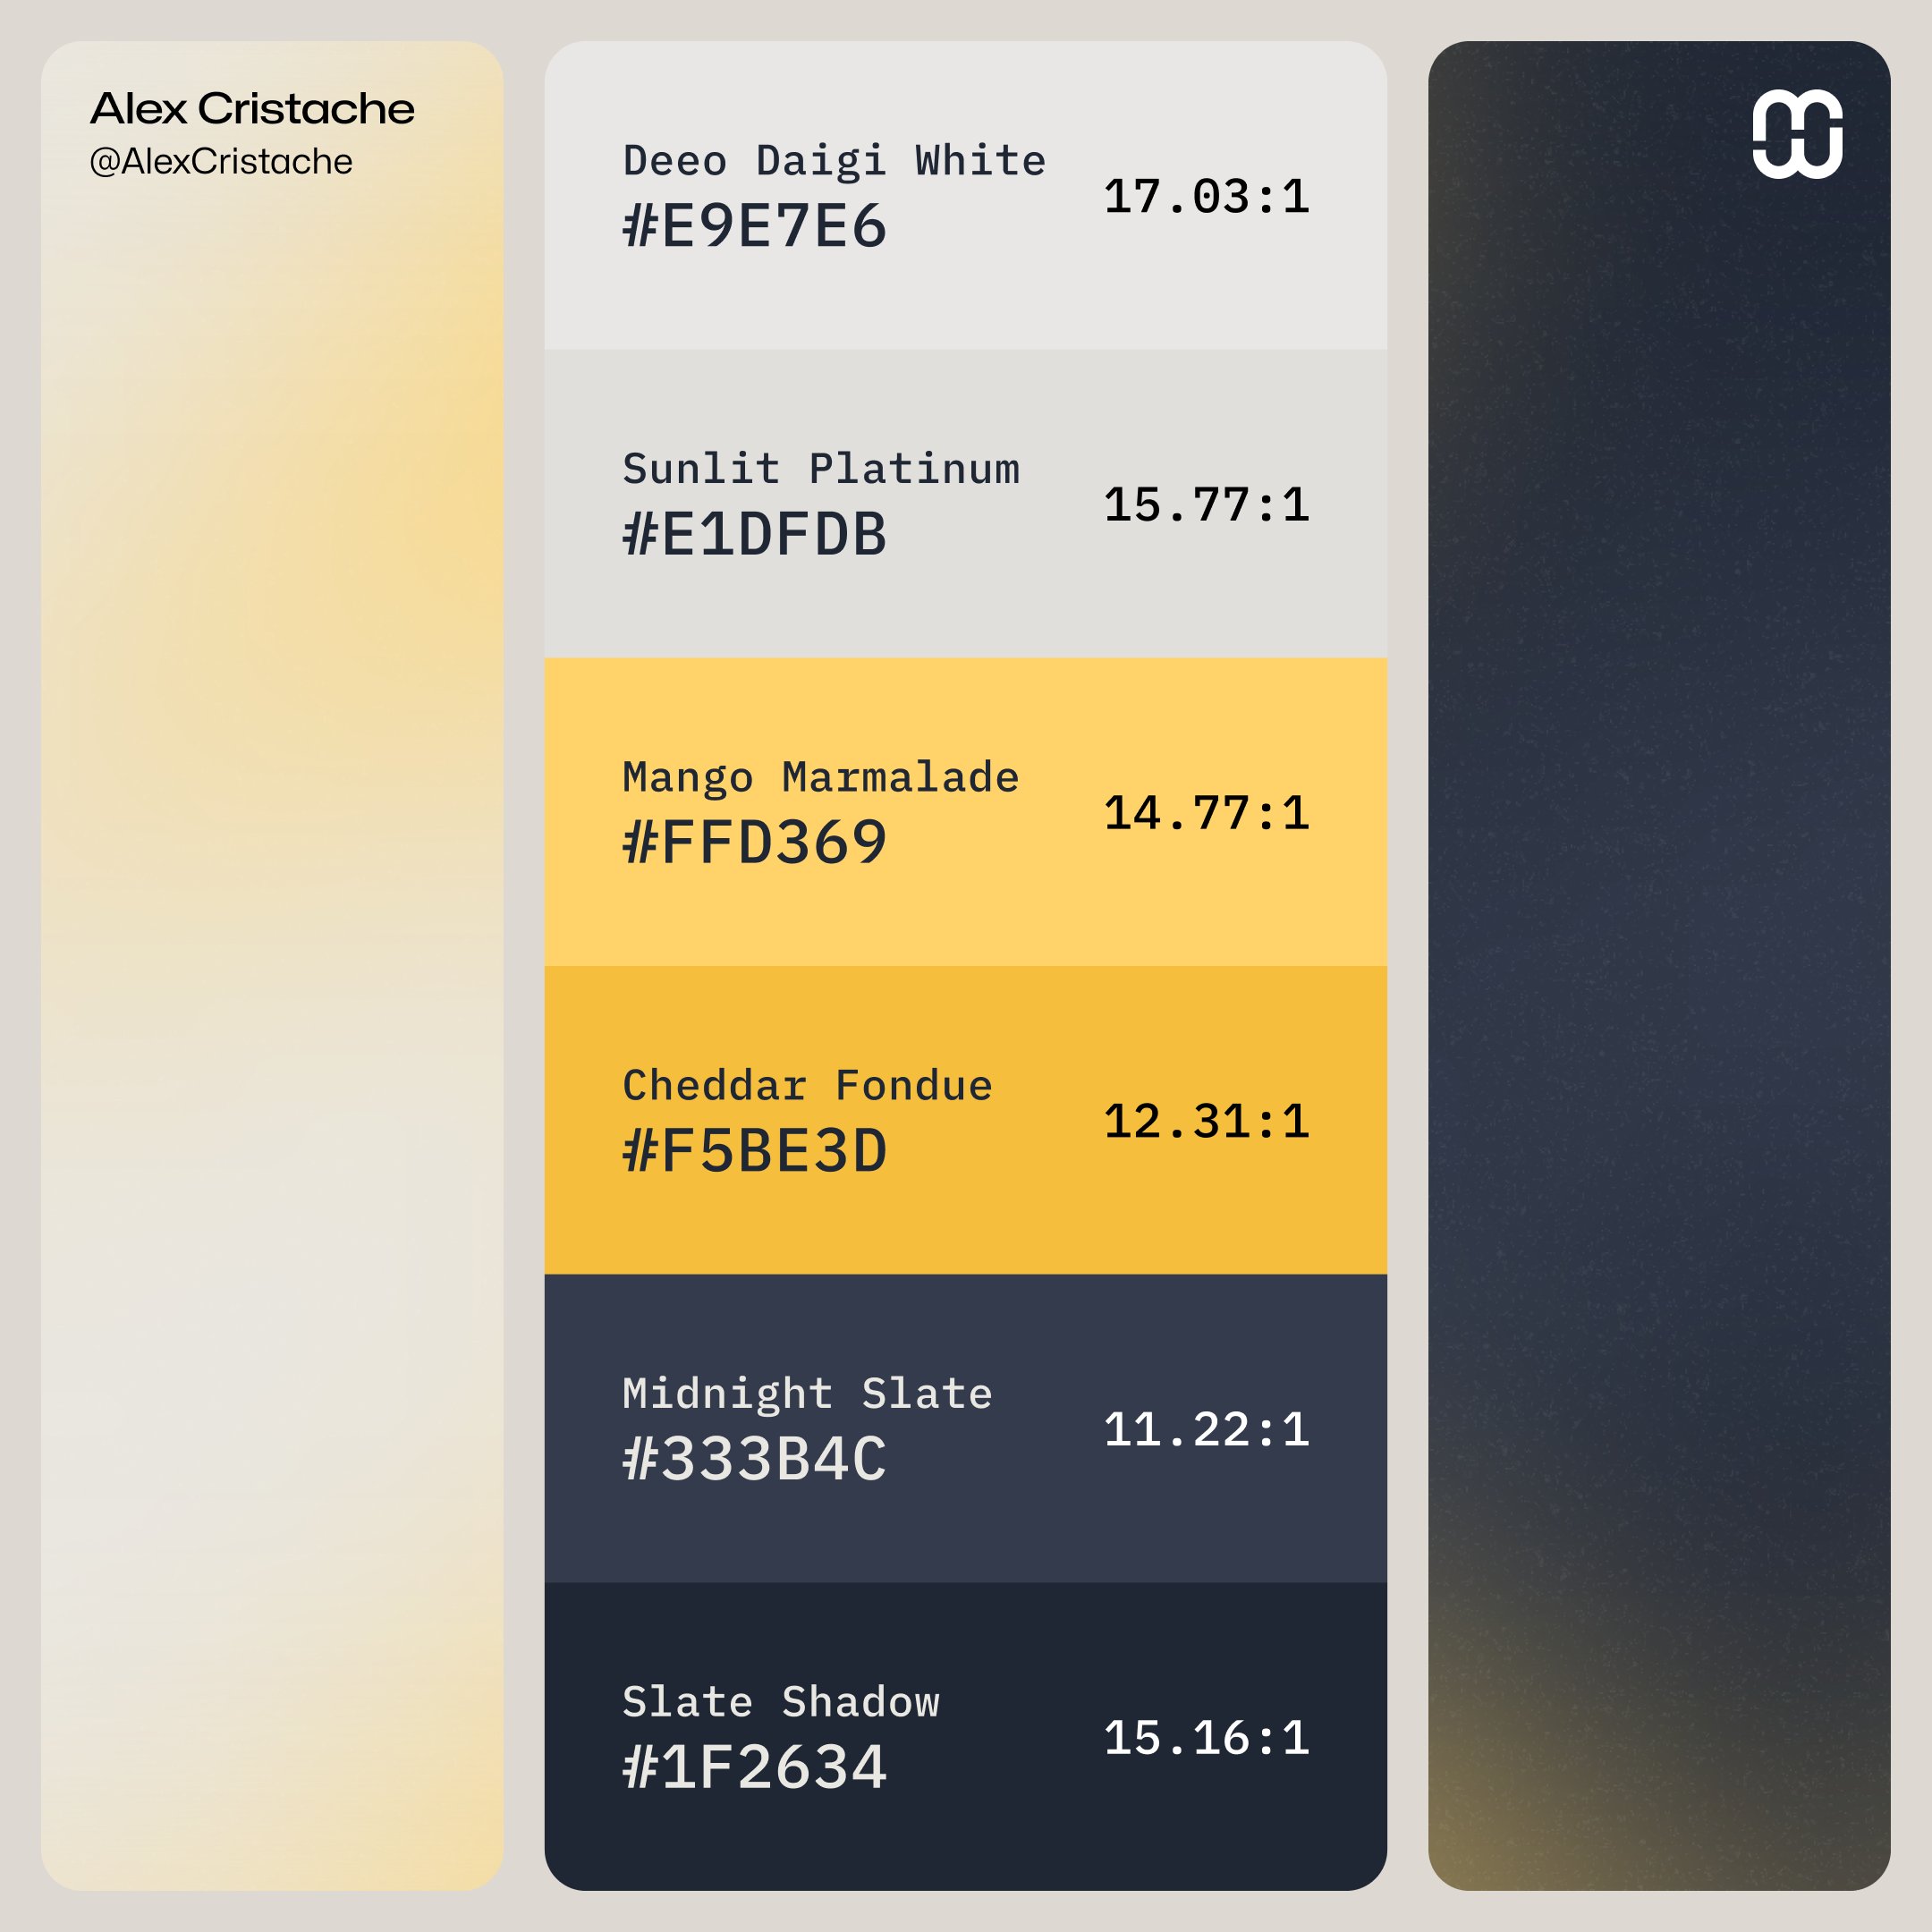 Alex Cristache
@AlexCristache
Deeo Daigi White
#E9E7E6
17.03:1
Sunlit Platinum
#E1DFDB
15.77:1
Mango Marmalade
#FFD369
14.77:1
Cheddar Fondue
#F5BE3D
12.31:1
Midnight Slate
#333B4C
11.22:1
Slate Shadow
#1F2634
15.16:1